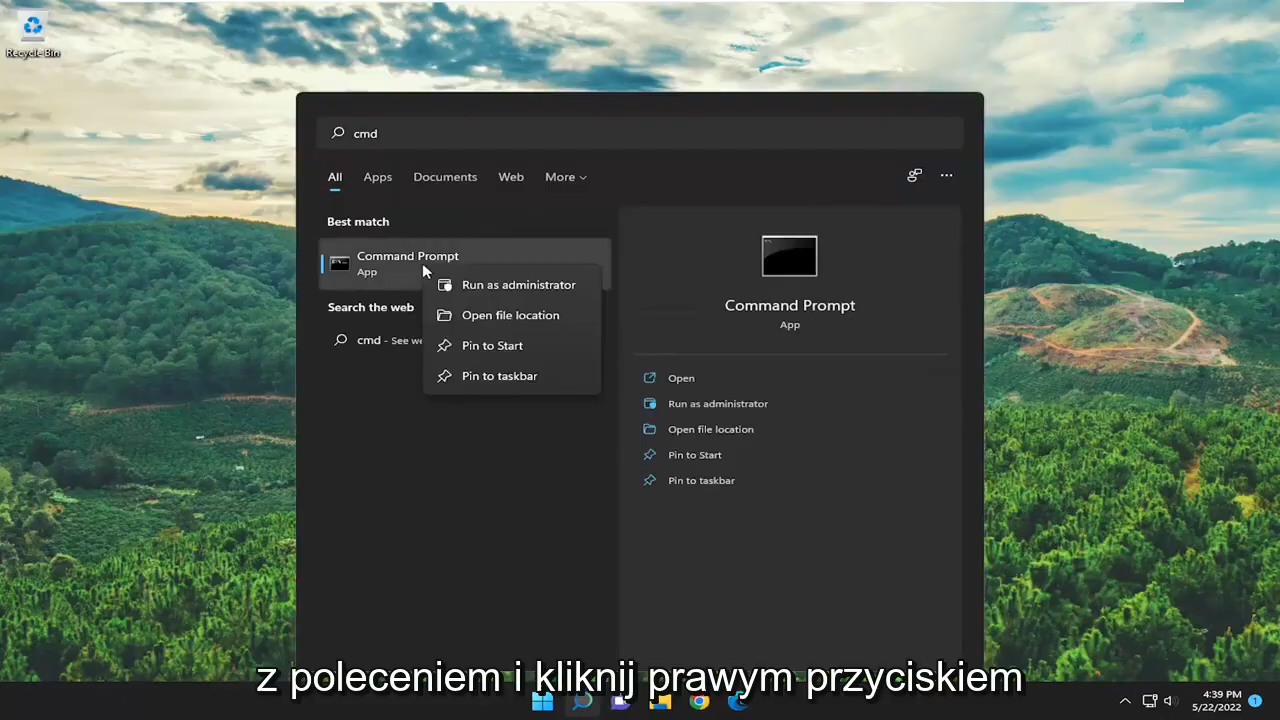 Recycle Bin
cmd
All Apps Documents Web More
Best match
Command Prompt
App
Search the web
cmd - See we
Run as administrator
Open file location
Pin to Start
Pin to taskbar
Command Prompt
App
Open
Run as administrator
Open file location
Pin to Start
Pin to taskbar
z poleceniem i kliknij prawym przyciskiem
4:39 PM
5/22/2022
1